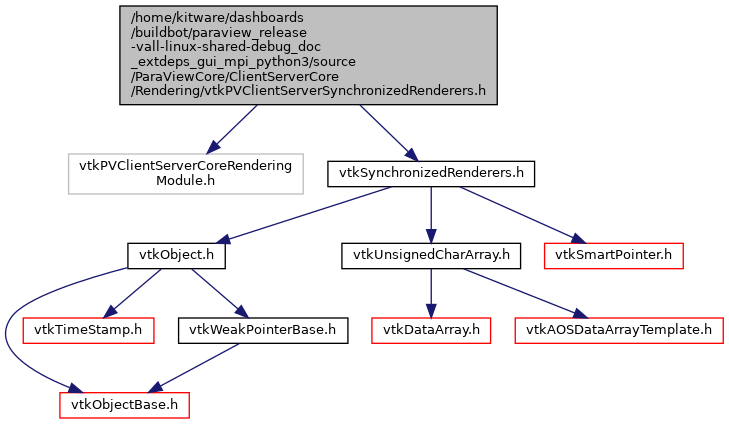 /home/kitware/dashboards
/buildbot/paraview_release
-vall-linux-shared-debug_doc
_extdeps_gui_mpi_python3/source
/ParaViewCore/ClientServerCore
/Rendering/vtkPVClientServerSynchronizedRenderers.h
vtkPVClientServerCoreRendering
Module.h
vtkSynchronizedRenderers.h
vtkObject.h
vtkUnsignedCharArray.h
vtkSmartPointer.h
vtkTimeStamp.h
vtkWeakPointerBase.h
vtkDataArray.h
vtkAOSDataArrayTemplate.h
vtkObjectBase.h